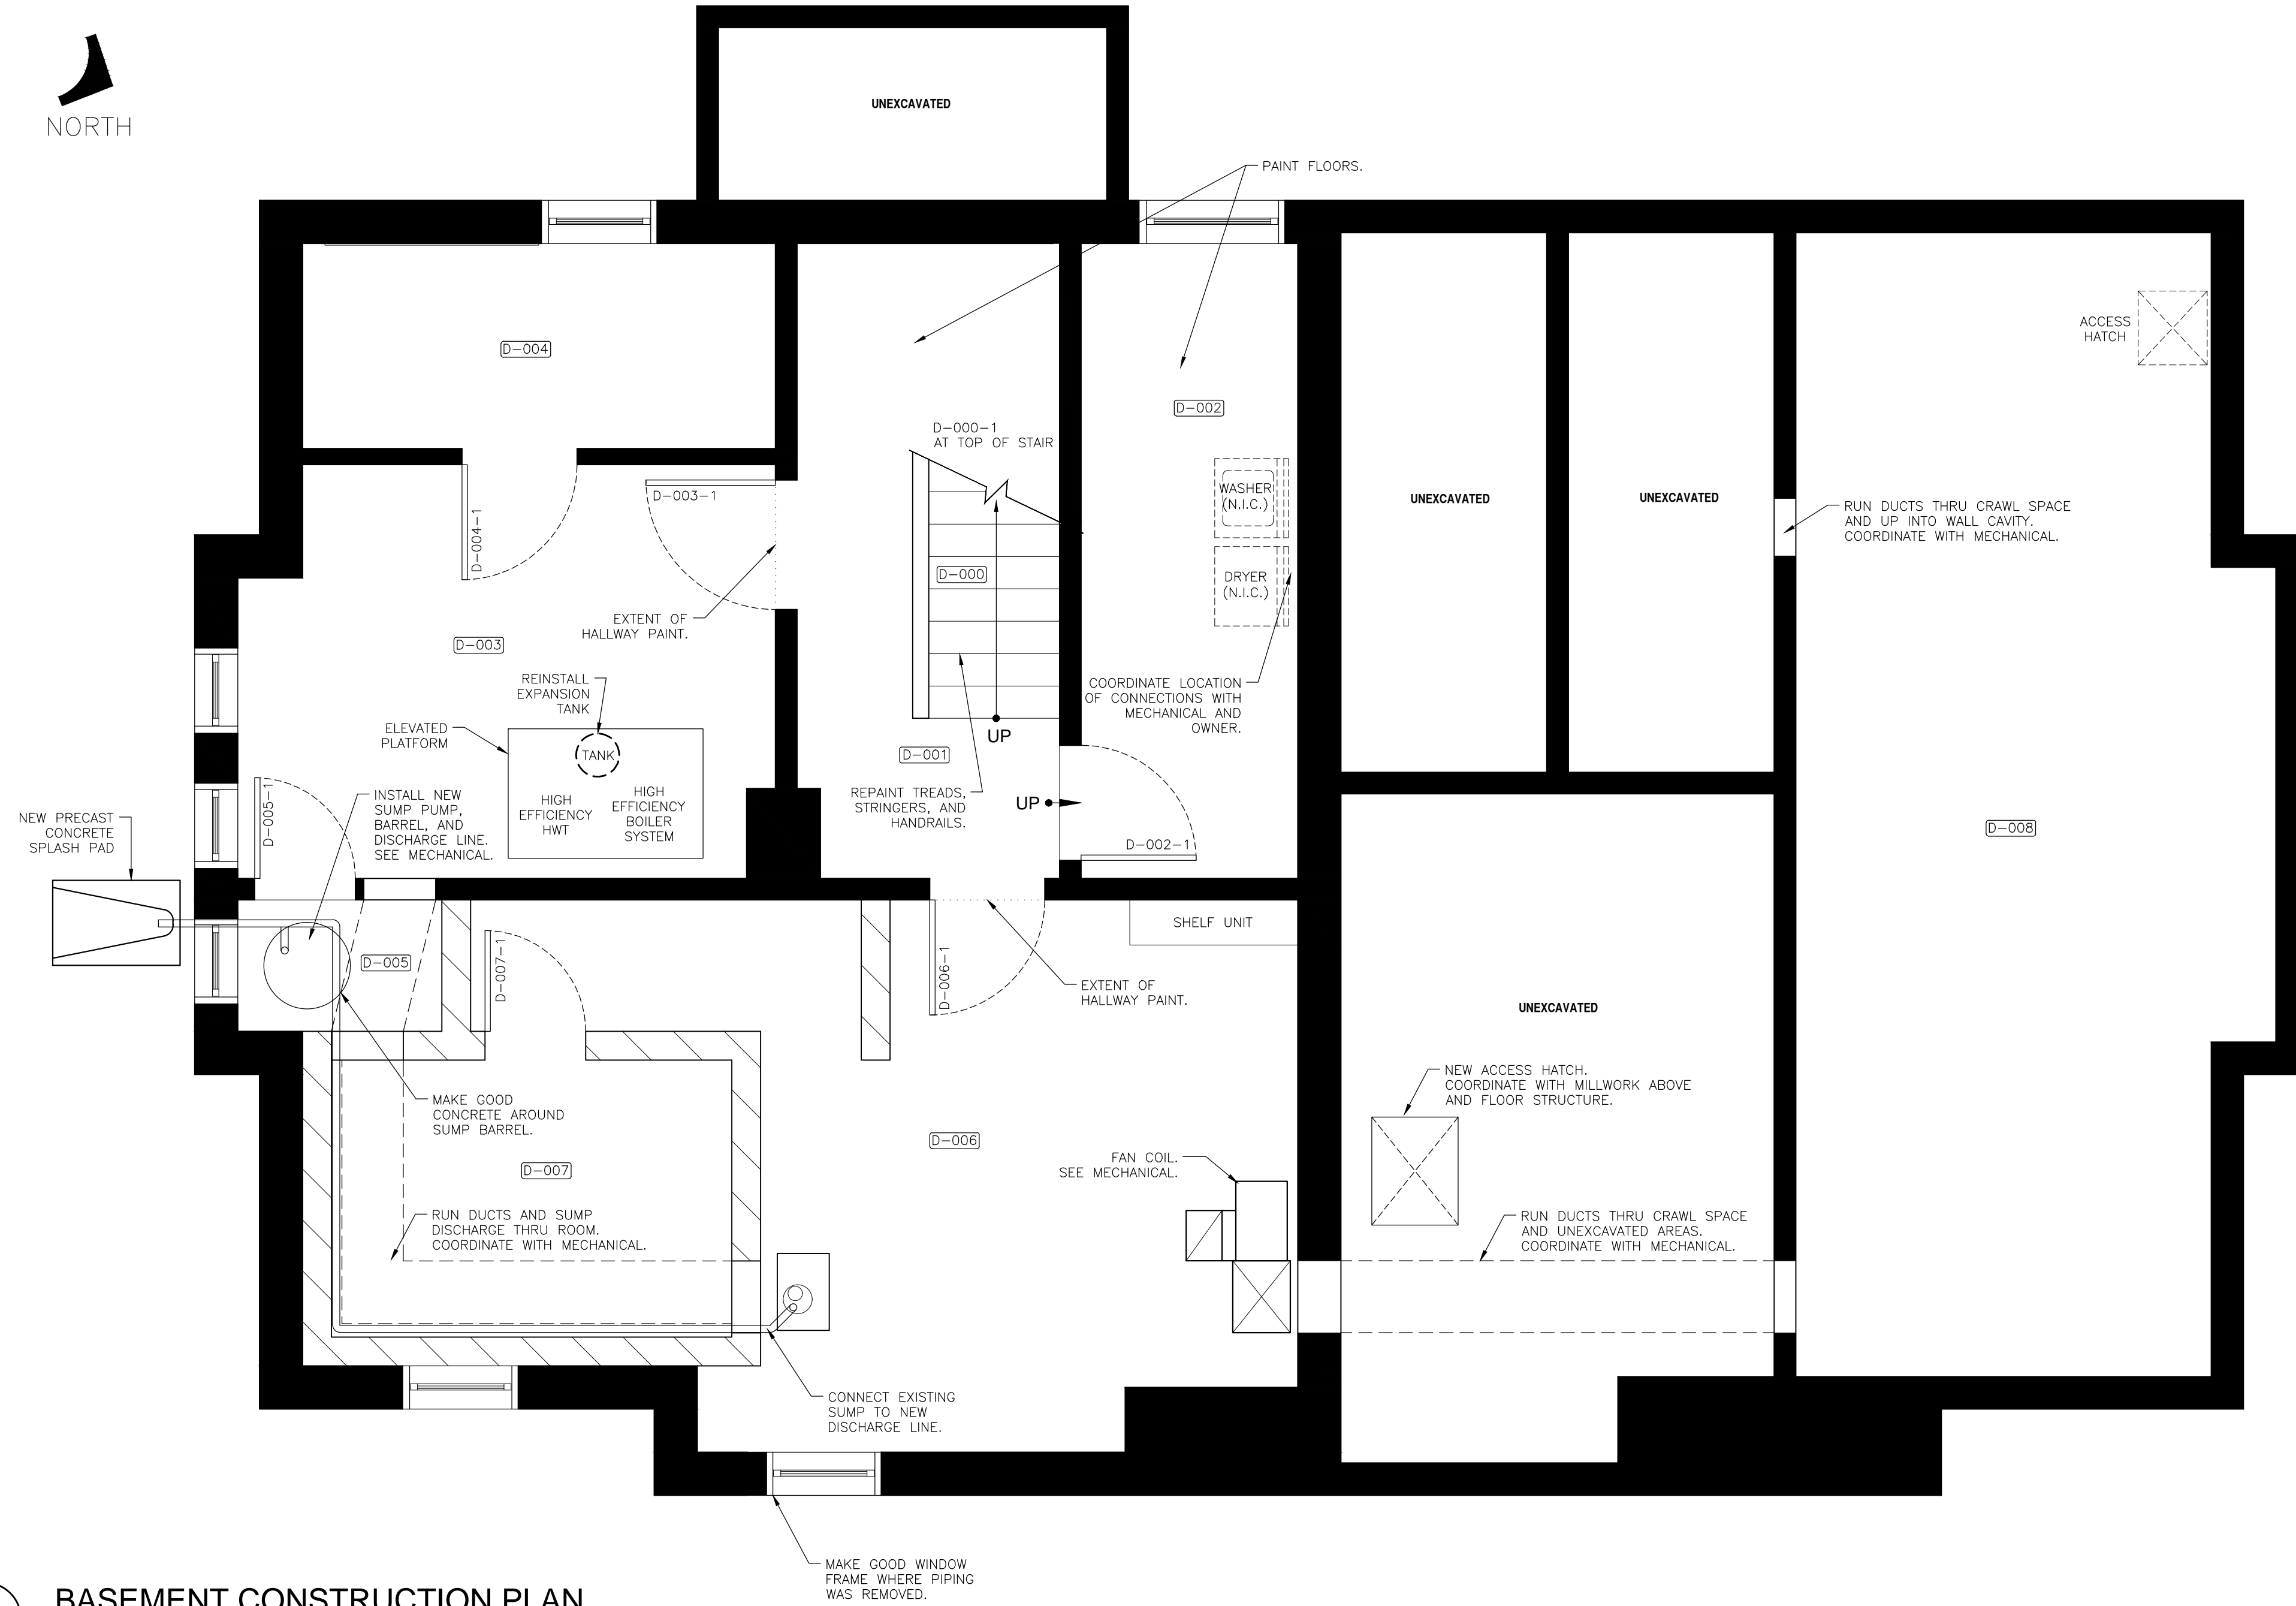 NORTH
UNEXCAVATED
PAINT FLOORS.
D-004
D-002
ACCESS
HATCH
D-000-1
AT TOP OF STAIR
D-003-1
D-004-1
WASHER
(N.I.C.)
UNEXCAVATED
UNEXCAVATED
RUN DUCTS THRU CRAWL SPACE
AND UP INTO WALL CAVITY.
COORDINATE WITH MECHANICAL.
D-000
DRYER
(N.I.C.)
EXTENT OF
HALLWAY PAINT.
D-003
REINSTALL
EXPANSION
TANK
COORDINATE LOCATION
OF CONNECTIONS WITH
MECHANICAL AND
OWNER.
ELEVATED
PLATFORM
TANK
UP
D-001
HIGH
EFFICIENCY
HWT
HIGH
EFFICIENCY
BOILER
SYSTEM
REPAINT TREADS,
STRINGERS, AND
HANDRAILS.
UP
D-005-1
INSTALL NEW
SUMP PUMP,
BARREL, AND
DISCHARGE LINE.
SEE MECHANICAL.
NEW PRECAST
CONCRETE
SPLASH PAD
D-002-1
D-008
SHELF UNIT
D-005
D-007-1
D-006-1
EXTENT OF
HALLWAY PAINT.
UNEXCAVATED
MAKE GOOD
CONCRETE AROUND
SUMP BARREL.
NEW ACCESS HATCH.
COORDINATE WITH MILLWORK ABOVE
AND FLOOR STRUCTURE.
D-006
D-007
FAN COIL.
SEE MECHANICAL.
RUN DUCTS AND SUMP
DISCHARGE THRU ROOM.
COORDINATE WITH MECHANICAL.
RUN DUCTS THRU CRAWL SPACE
AND UNEXCAVATED AREAS.
COORDINATE WITH MECHANICAL.
CONNECT EXISTING
SUMP TO NEW
DISCHARGE LINE.
MAKE GOOD WINDOW
FRAME WHERE PIPING
WAS REMOVED.
BASEMENT CONSTRUCTION PLAN